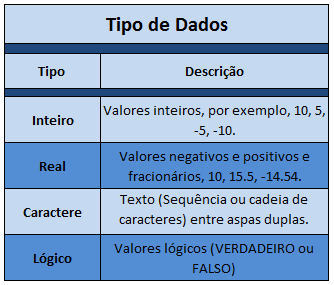 Tipo de Dados
Tipo
Descrição
Inteiro
Valores inteiros, por exemplo, 10, 5,
-5, -10.
Real
Valores negativos e positivos e
fracionários, 10, 15.5, -14.54.
Caractere
Texto (Sequência ou cadeia de
caracteres) entre aspas duplas.
Lógico
Valores lógicos (VERDADEIRO ou
FALSO)